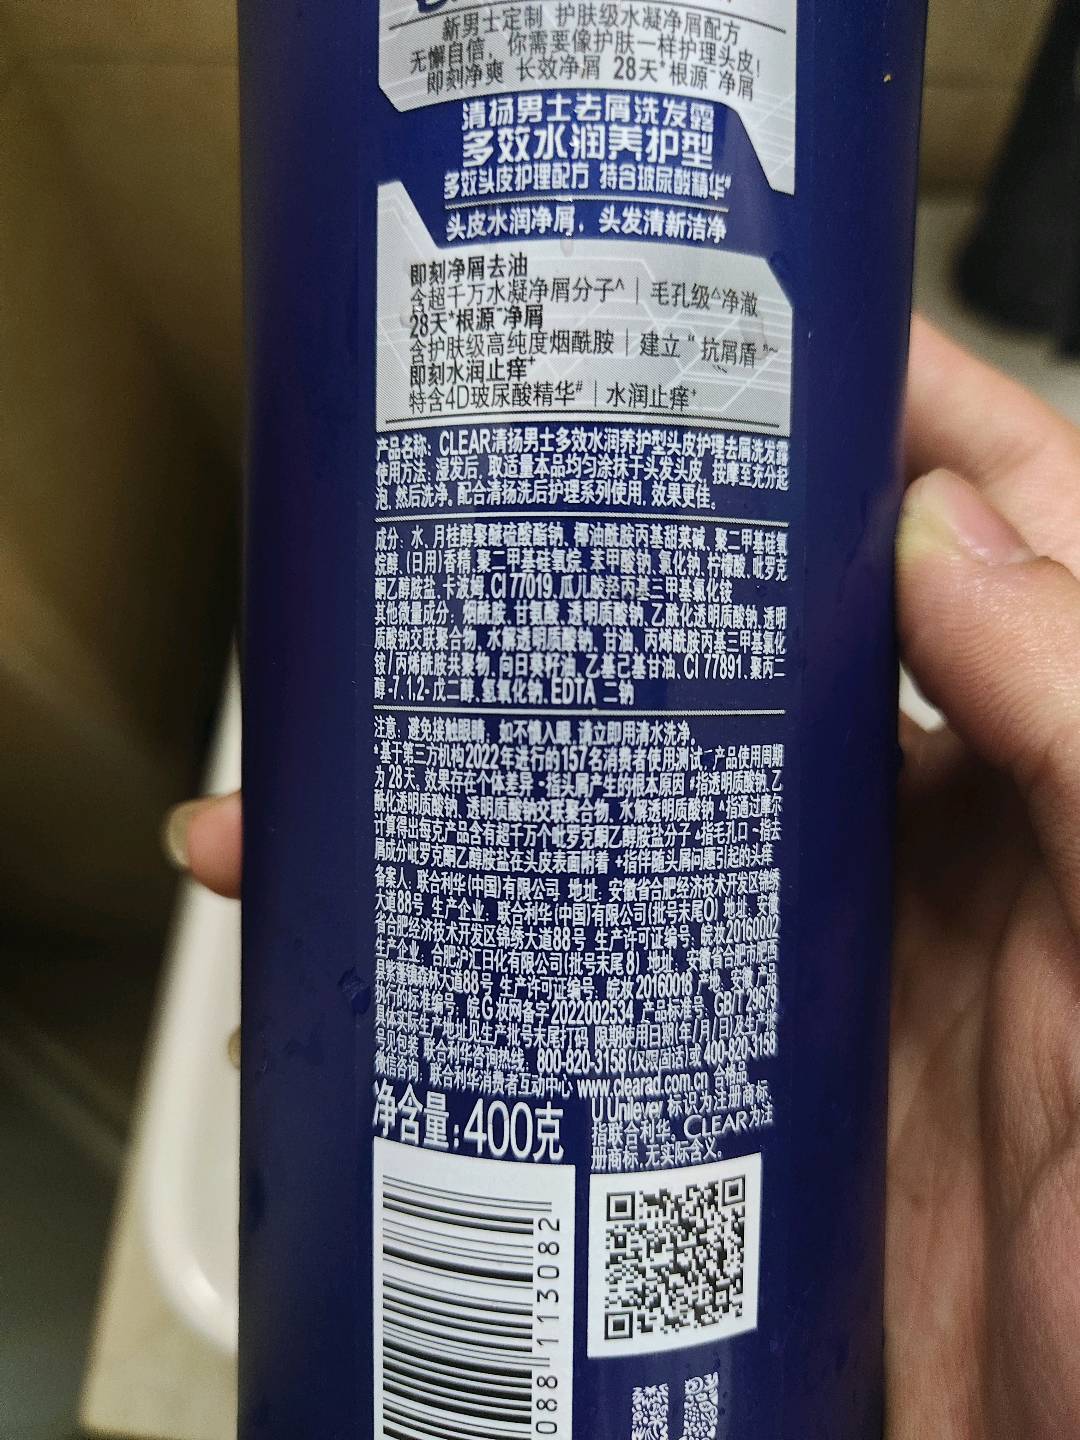 新男士定制 护肤级水凝净屑配方
无懈自信，你需要像护肤一样护理头皮！
即刻净爽 长效净屑 28天*根源~净屑
清扬男士去屑洗发露
多效水润养护型
多效头皮护理配方 特含玻尿酸精华#
头皮水润净屑，头发清新洁净
即刻净屑去油
含超千万水凝净屑分子^｜毛孔级△净澈
28天*根源~净屑
含护肤级高纯度烟酰胺｜建立“抗屑盾”~
即刻水润止痒+
特含4D玻尿酸精华#｜水润止痒+
产品名称：CLEAR清扬男士多效水润养护型头皮护理去屑洗发露
使用方法：湿发后，取适量本品均匀涂抹于头发头皮，按摩至充分起
泡，然后洗净。配合清扬洗后护理系列使用，效果更佳。
成分：水、月桂醇聚醚硫酸酯钠、椰油酰胺丙基甜菜碱、聚二甲基硅氧
烷醇、(日用)香精、聚二甲基硅氧烷、苯甲酸钠、氯化钠、柠檬酸、吡罗克
酮乙醇胺盐、卡波姆、CI 77019、瓜儿胶羟丙基三甲基氯化铵
其他微量成分：烟酰胺、甘氨酸、透明质酸钠、乙酰化透明质酸钠、透明
质酸钠交联聚合物、水解透明质酸钠、甘油、丙烯酰胺丙基三甲基氯化
铵/丙烯酰胺共聚物、向日葵籽油、乙基己基甘油、CI 77891、聚丙二
醇-7、1,2-戊二醇、氢氧化钠、EDTA 二钠
注意：避免接触眼睛；如不慎入眼，请立即用清水洗净。
*基于第三方机构2022年进行的157名消费者使用测试，产品使用周期
为28天，效果存在个体差异 ~指头屑产生的根本原因 #指透明质酸钠、乙
酰化透明质酸钠、透明质酸钠交联聚合物、水解透明质酸钠 ^指通过摩尔
计算得出每克产品含有超千万个吡罗克酮乙醇胺盐分子 △指毛孔口 ~指去
屑成分吡罗克酮乙醇胺盐在头皮表面附着 +指伴随头屑问题引起的头痒
备案人：联合利华(中国)有限公司 地址：安徽省合肥经济技术开发区锦绣
大道88号 生产企业：联合利华(中国)有限公司(批号末尾0) 地址：安徽
省合肥经济技术开发区锦绣大道88号 生产许可证编号：皖妆20160002
生产企业：合肥沪汇日化有限公司(批号末尾8) 地址：安徽省合肥市肥西
县紫蓬镇森林大道88号 生产许可证编号：皖妆20160018 产地：安徽 产品
执行的标准编号：皖G妆网备字2022002534 产品标准号：GB/T 29679
具体实际生产地址见生产批号末尾打码 限期使用日期(年/月/日)及生产批
号见包装 联合利华咨询热线：800-820-3158(仅限固话)或400-820-3158
微信咨询：联合利华消费者互动中心 www.clearad.com.cn 合格品
净含量：400克
U Unilever 标识为注册商标，
指联合利华。CLEAR为注
册商标，无实际含义。
088 113082